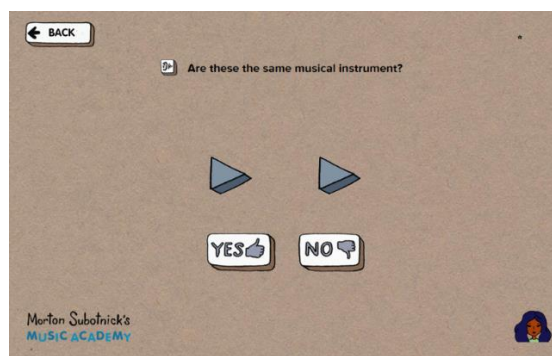 BACK
Are these the same musical instrument?
YES
NO
Morton Subotnick's
MUSIC ACADEMY